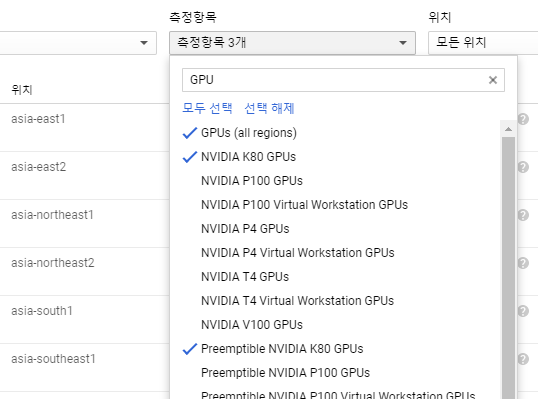 측정항목
위치
측정항목 3개
모든 위치
GPU
모두 선택 선택 해제
위치
asia-east1
GPUs (all regions)
NVIDIA K80 GPUs
asia-east2
NVIDIA P100 GPUs
NVIDIA P100 Virtual Workstation GPUs
asia-northeast1
NVIDIA P4 GPUs
NVIDIA P4 Virtual Workstation GPUs
asia-northeast2
NVIDIA T4 GPUs
NVIDIA T4 Virtual Workstation GPUs
asia-south1
NVIDIA V100 GPUs
Preemptible NVIDIA K80 GPUs
asia-southeast1
Preemptible NVIDIA P100 GPUs
Preemptible NVIDIA P100 Virtual Workstation GPUs